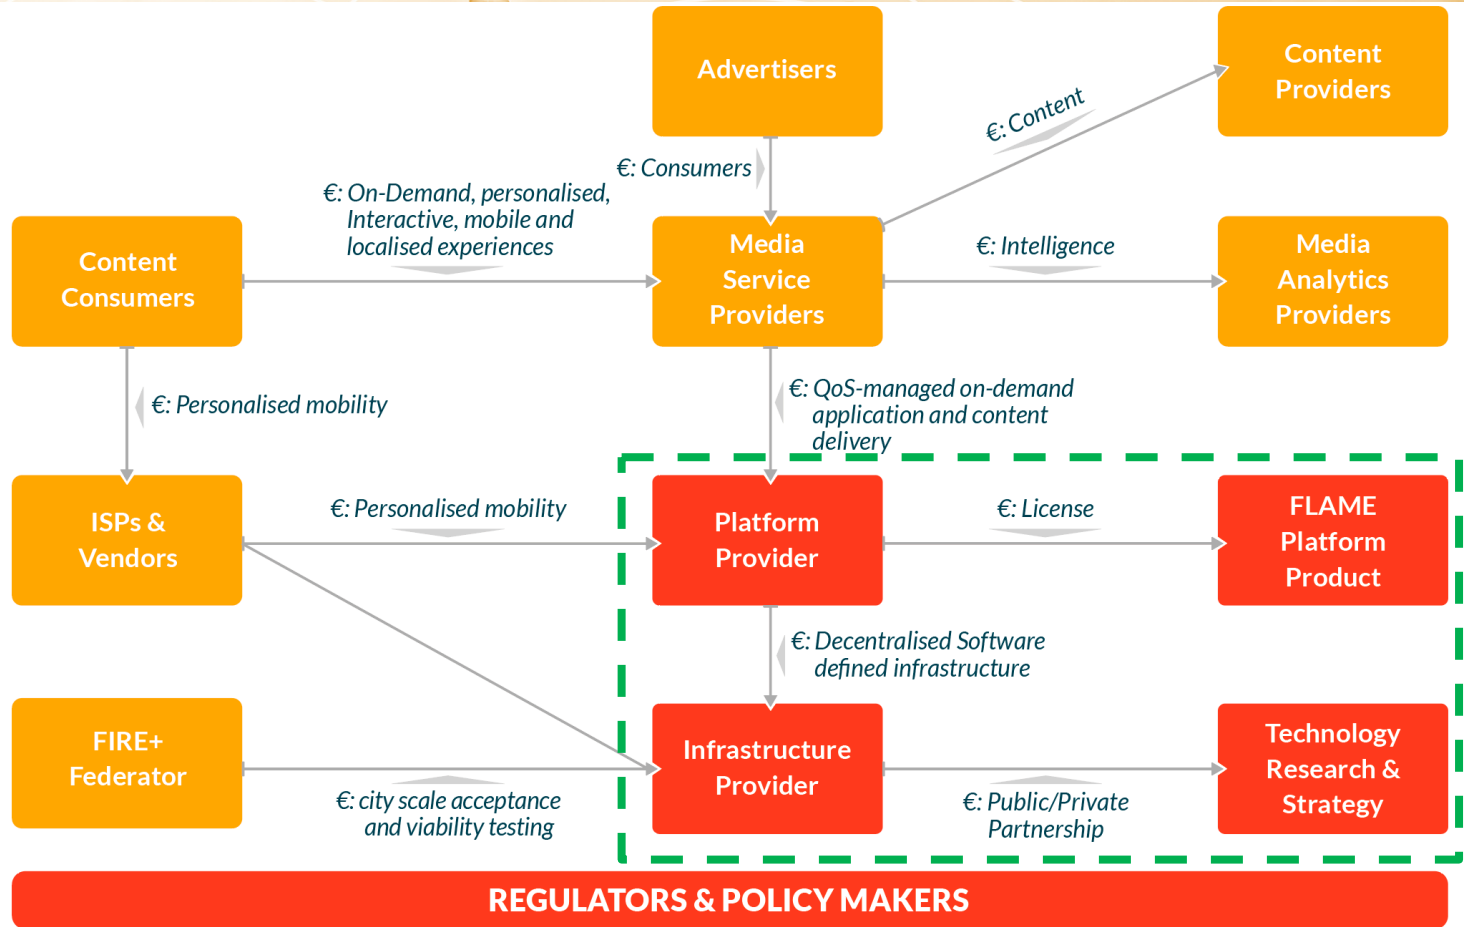 Advertisers
Content
Providers
€: Content
€: Consumers
€: On-Demand, personalised,
Interactive, mobile and
localised experiences
Content
Consumers
Media
Service
Providers
€: Intelligence
Media
Analytics
Providers
€: Personalised mobility
€: QoS-managed on-demand
application and content
delivery
ISPs &
Vendors
€: Personalised mobility
Platform
Provider
€: License
FLAME
Platform
Product
€: Decentralised Software
defined infrastructure
FIRE+
Federator
€: city scale acceptance
and viability testing
Infrastructure
Provider
€: Public/Private
Partnership
Technology
Research &
Strategy
REGULATORS & POLICY MAKERS